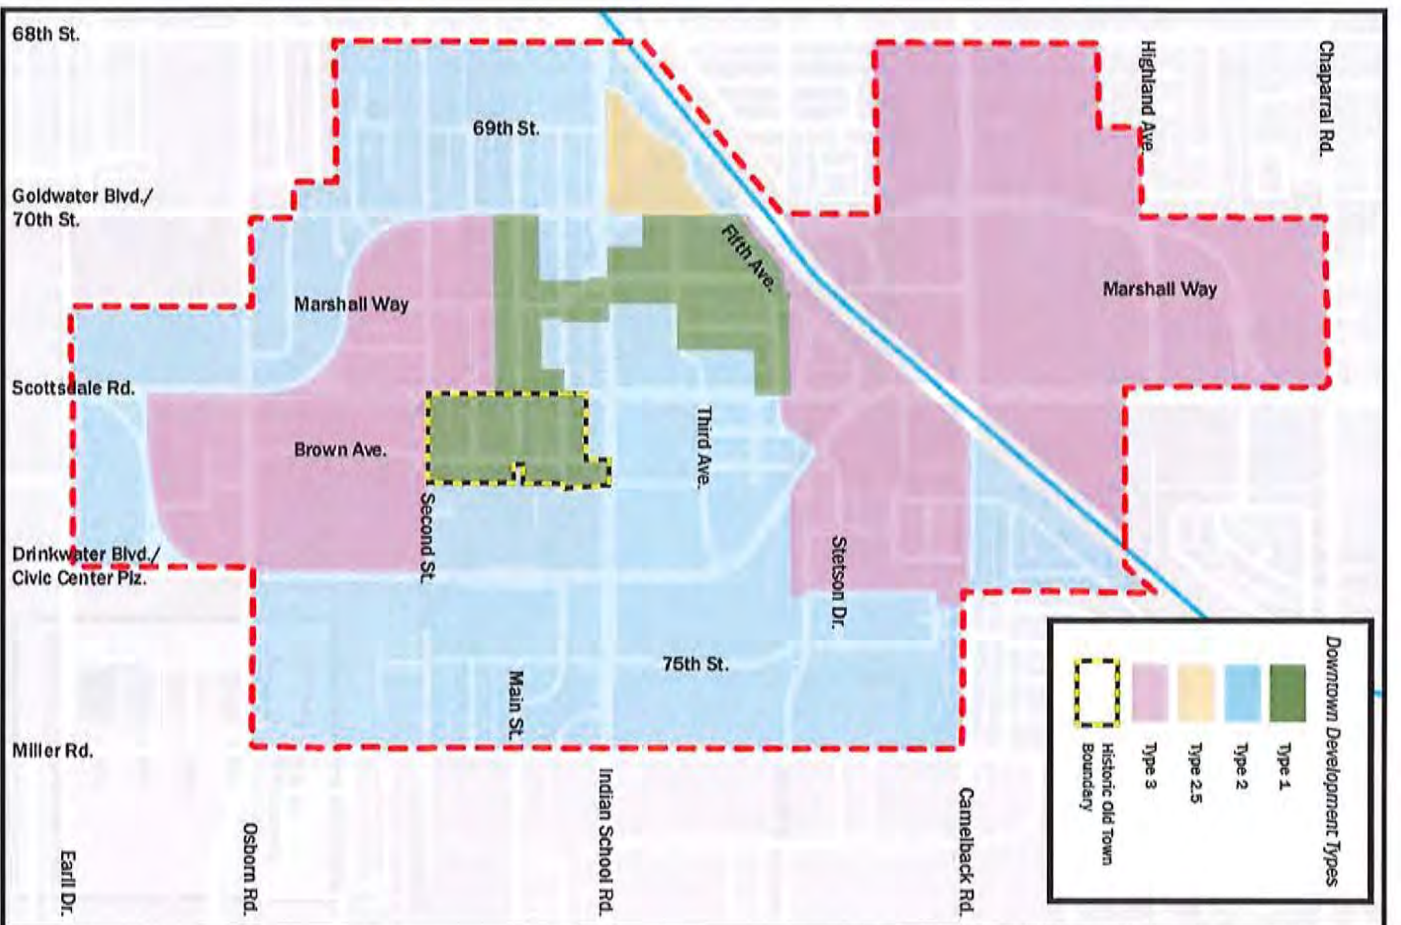 68th St.
69th St.
Goldwater Blvd./
70th St.
Highland Ave.
Chaparral Rd.
Fifth Ave.
Marshall Way
Marshall Way
Scottsdale Rd.
Brown Ave.
Third Ave.
Second St.
Stetson Dr.
Drinkwater Blvd./
Civic Center Plz.
75th St.
Main St.
Miller Rd.
Indian School Rd.
Camelback Rd.
Osborn Rd.
Earll Dr.
Downtown Development Types
Type 1
Type 2
Type 2.5
Type 3
Historic Old Town
Boundary